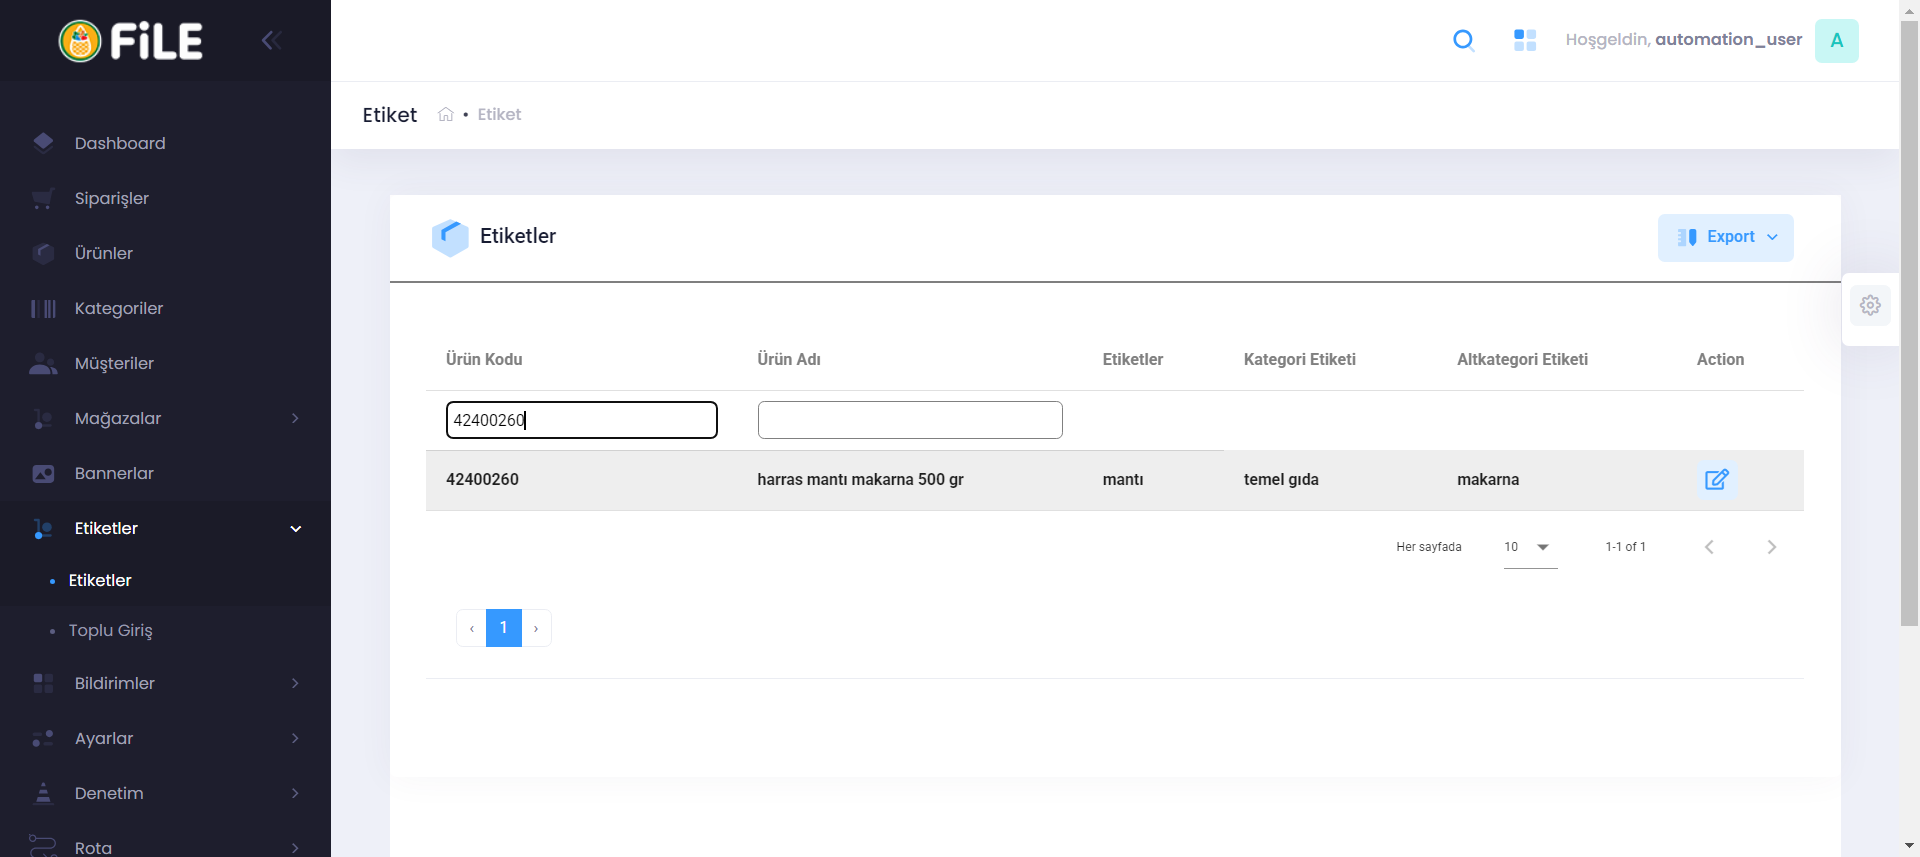 FiLE
Hoşgeldin, automation_user
A
Etiket
• Etiket
Dashboard
Siparişler
Ürünler
Kategoriler
Müşteriler
Mağazalar
Bannerlar
Etiketler
• Etiketler
• Toplu Giriş
Bildirimler
Ayarlar
Denetim
Rota
Etiketler
Export
Ürün Kodu Ürün Adı Etiketler Kategori Etiketi Altkategori Etiketi Action
42400260
42400260 harras mantı makarna 500 gr mantı temel gıda makarna
Her sayfada 10 1-1 of 1
‹ 1 ›